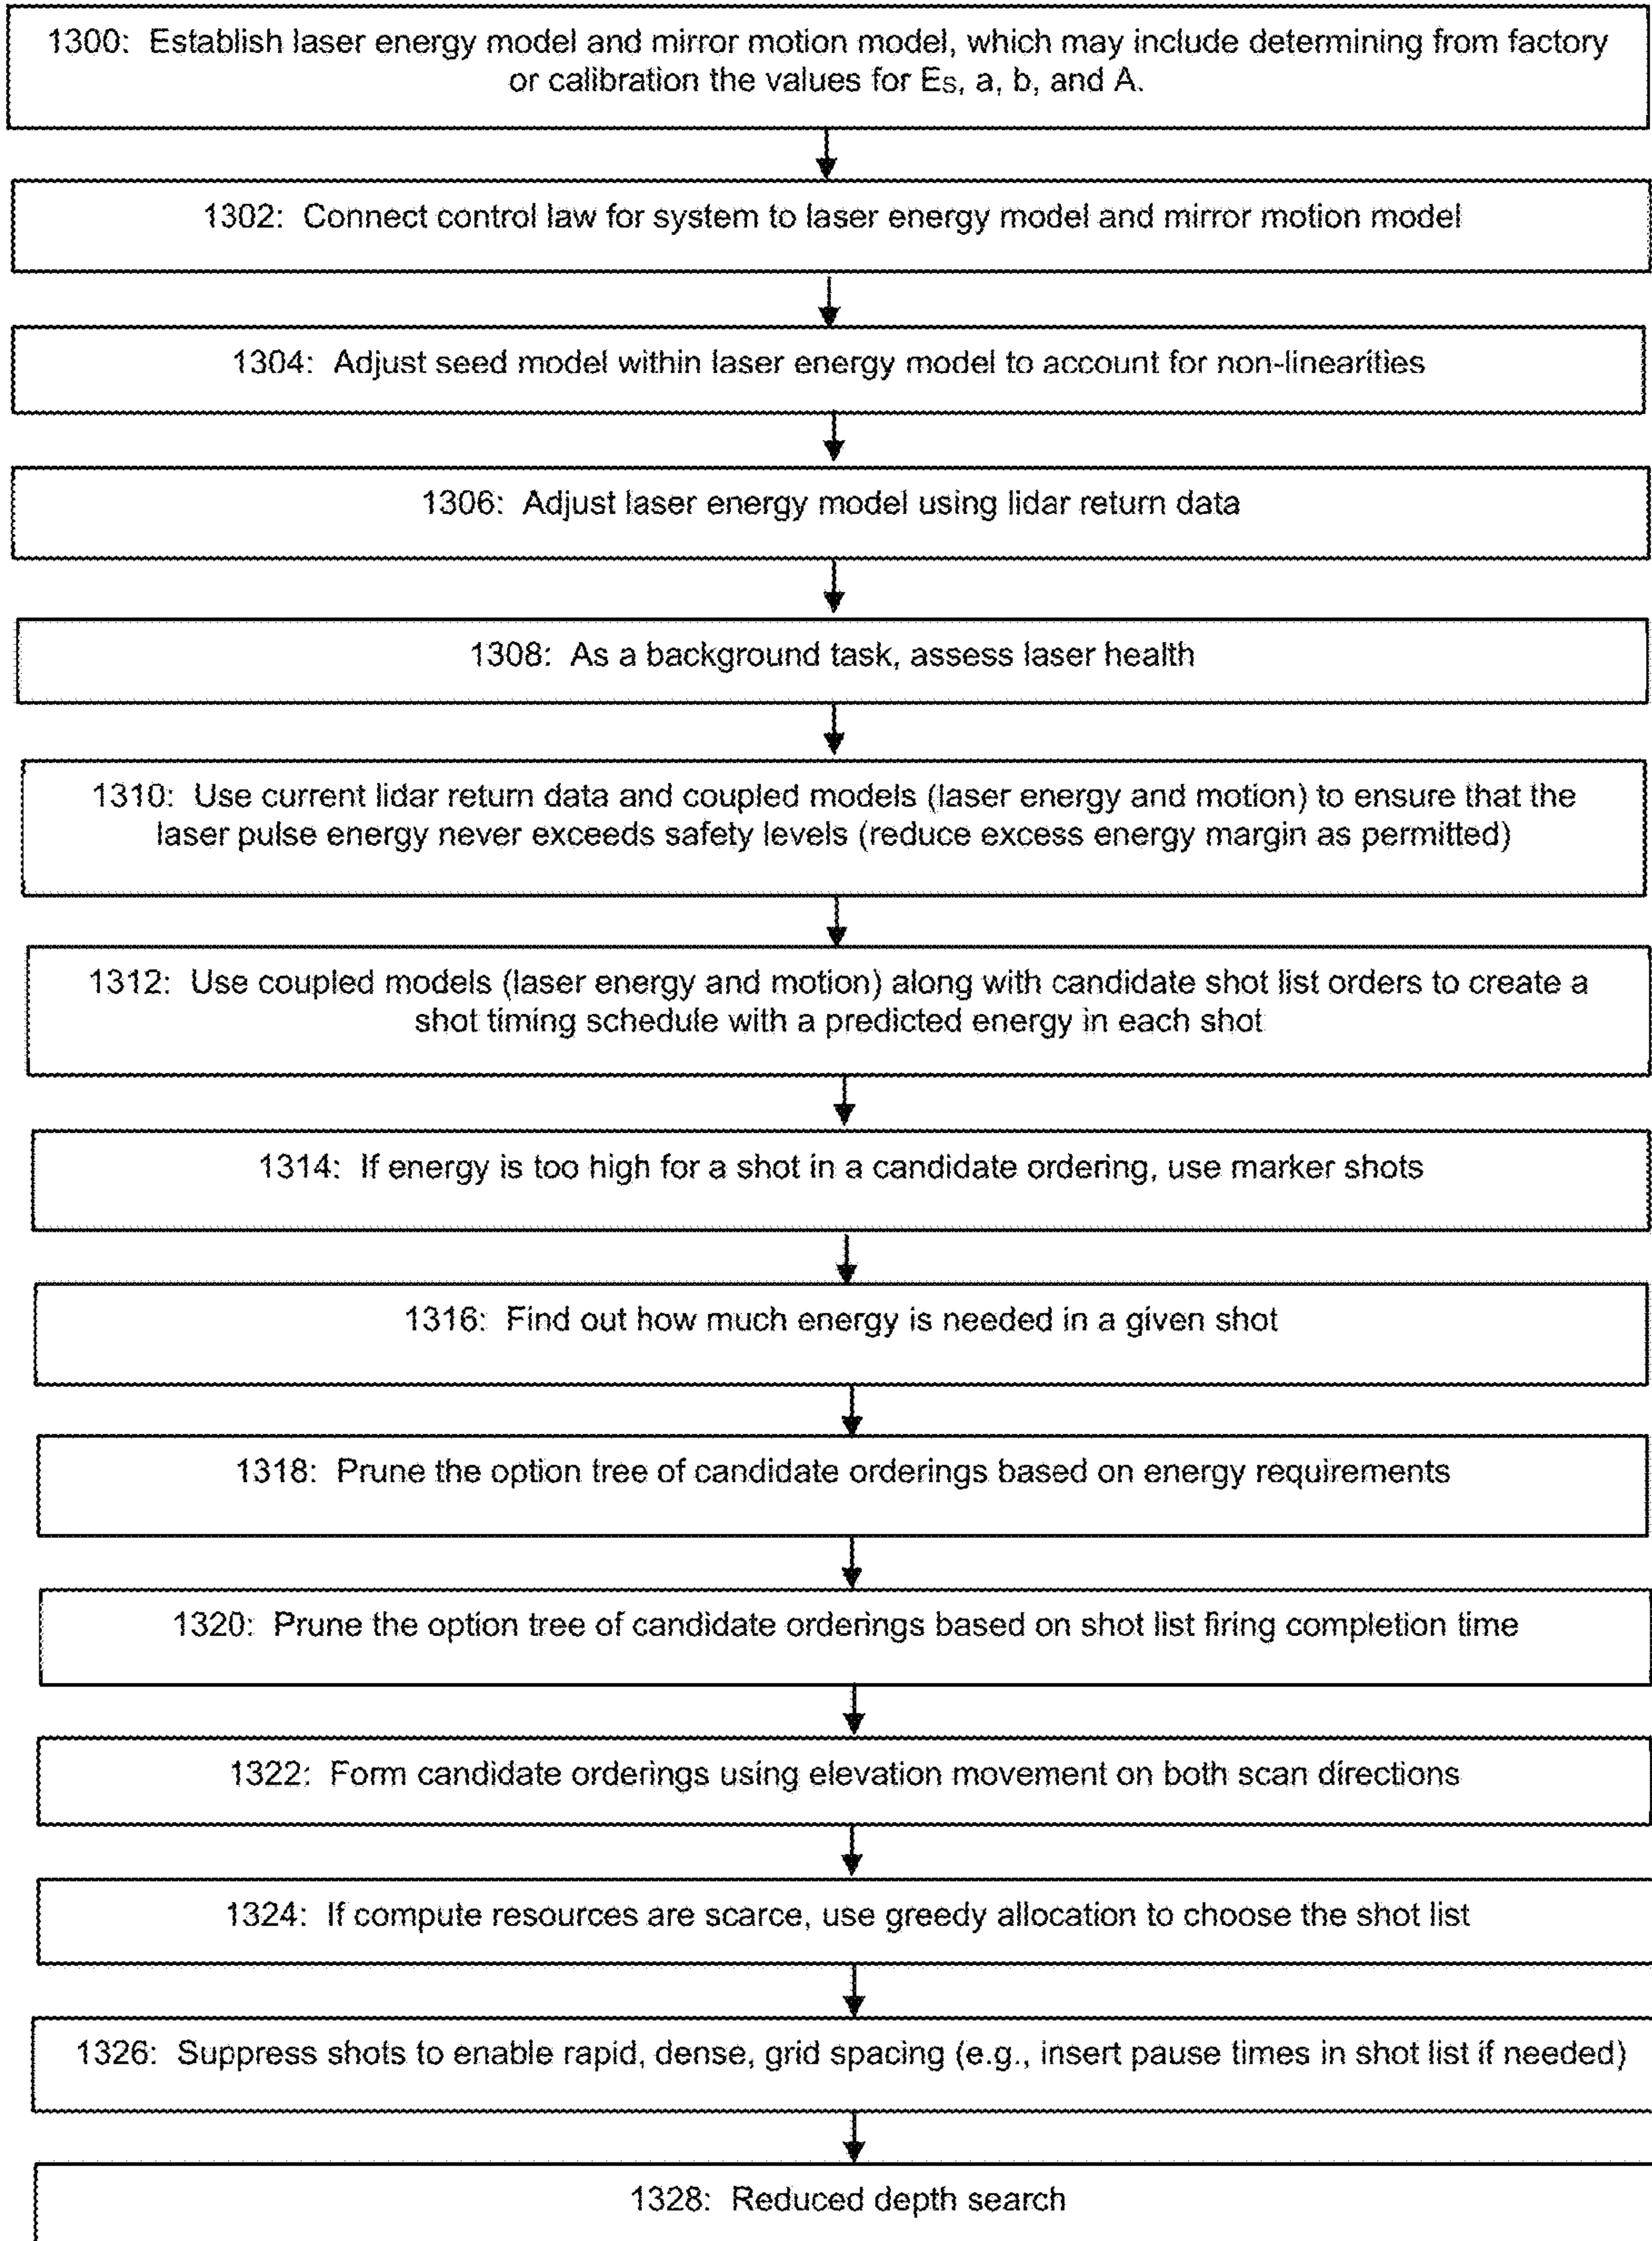 1300: Establish laser energy model and mirror motion model, which may include determining from factory
or calibration the values for Es, a, b, and A.
1302: Connect control law for system to laser energy model and mirror motion model
1304: Adjust seed model within laser energy model to account for non-linearities
1306: Adjust laser energy model using lidar return data
1308: As a background task, assess laser health
1310: Use current lidar return data and coupled models (laser energy and motion) to ensure that the
laser pulse energy never exceeds safety levels (reduce excess energy margin as permitted)
1312: Use coupled models (laser energy and motion) along with candidate shot list orders to create a
shot timing schedule with a predicted energy in each shot
1314: If energy is too high for a shot in a candidate ordering, use marker shots
1316: Find out how much energy is needed in a given shot
1318: Prune the option tree of candidate orderings based on energy requirements
1320: Prune the option tree of candidate orderings based on shot list firing completion time
1322: Form candidate orderings using elevation movement on both scan directions
1324: If compute resources are scarce, use greedy allocation to choose the shot list
1326: Suppress shots to enable rapid, dense, grid spacing (e.g., insert pause times in shot list if needed)
1328: Reduced depth search